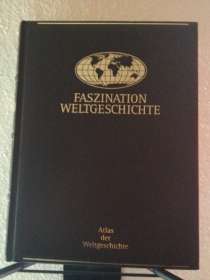 FASZINATION
WELTGESCHICHTE
Atlas
der
Weltgeschichte